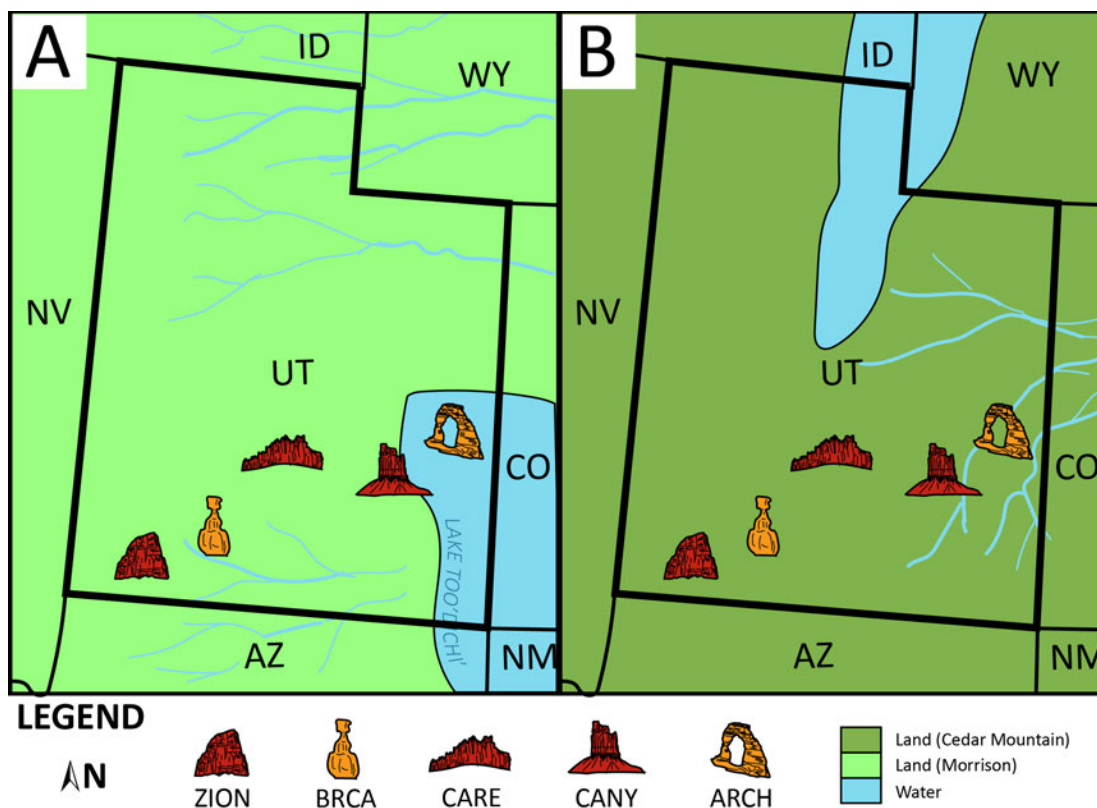 A
ID
WY
NV
UT
CO
LAKE TOO'DICHI'
AZ
NM
B
ID
WY
UT
CO
AZ
NM
LEGEND
N
ZION
BRCA
CARE
CANY
ARCH
Land (Cedar Mountain)
Land (Morrison)
Water